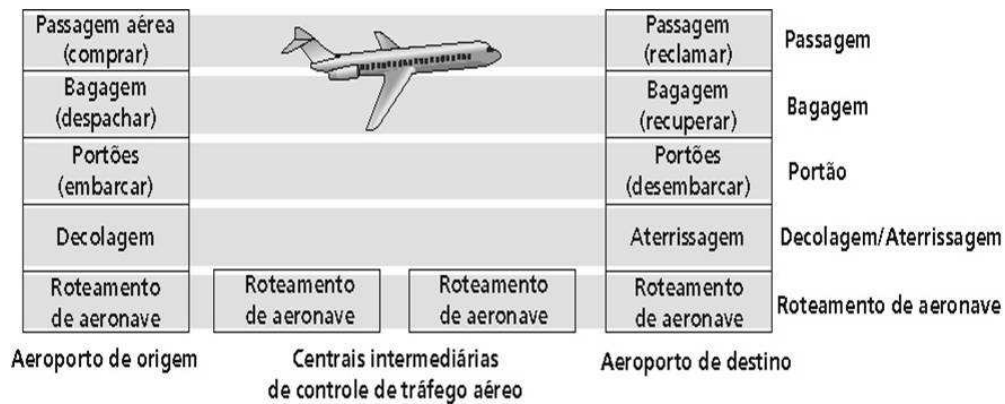 Passagem aérea
(comprar)
Passagem
(reclamar)
Passagem
Bagagem
(despachar)
Bagagem
(recuperar)
Bagagem
Portões
(embarcar)
Portões
(desembarcar)
Portão
Decolagem
Aterrissagem
Decolagem/Aterrissagem
Roteamento
de aeronave
Roteamento
de aeronave
Roteamento
de aeronave
Roteamento
de aeronave
Roteamento de aeronave
Aeroporto de origem
Centrais intermediárias
de controle de tráfego aéreo
Aeroporto de destino